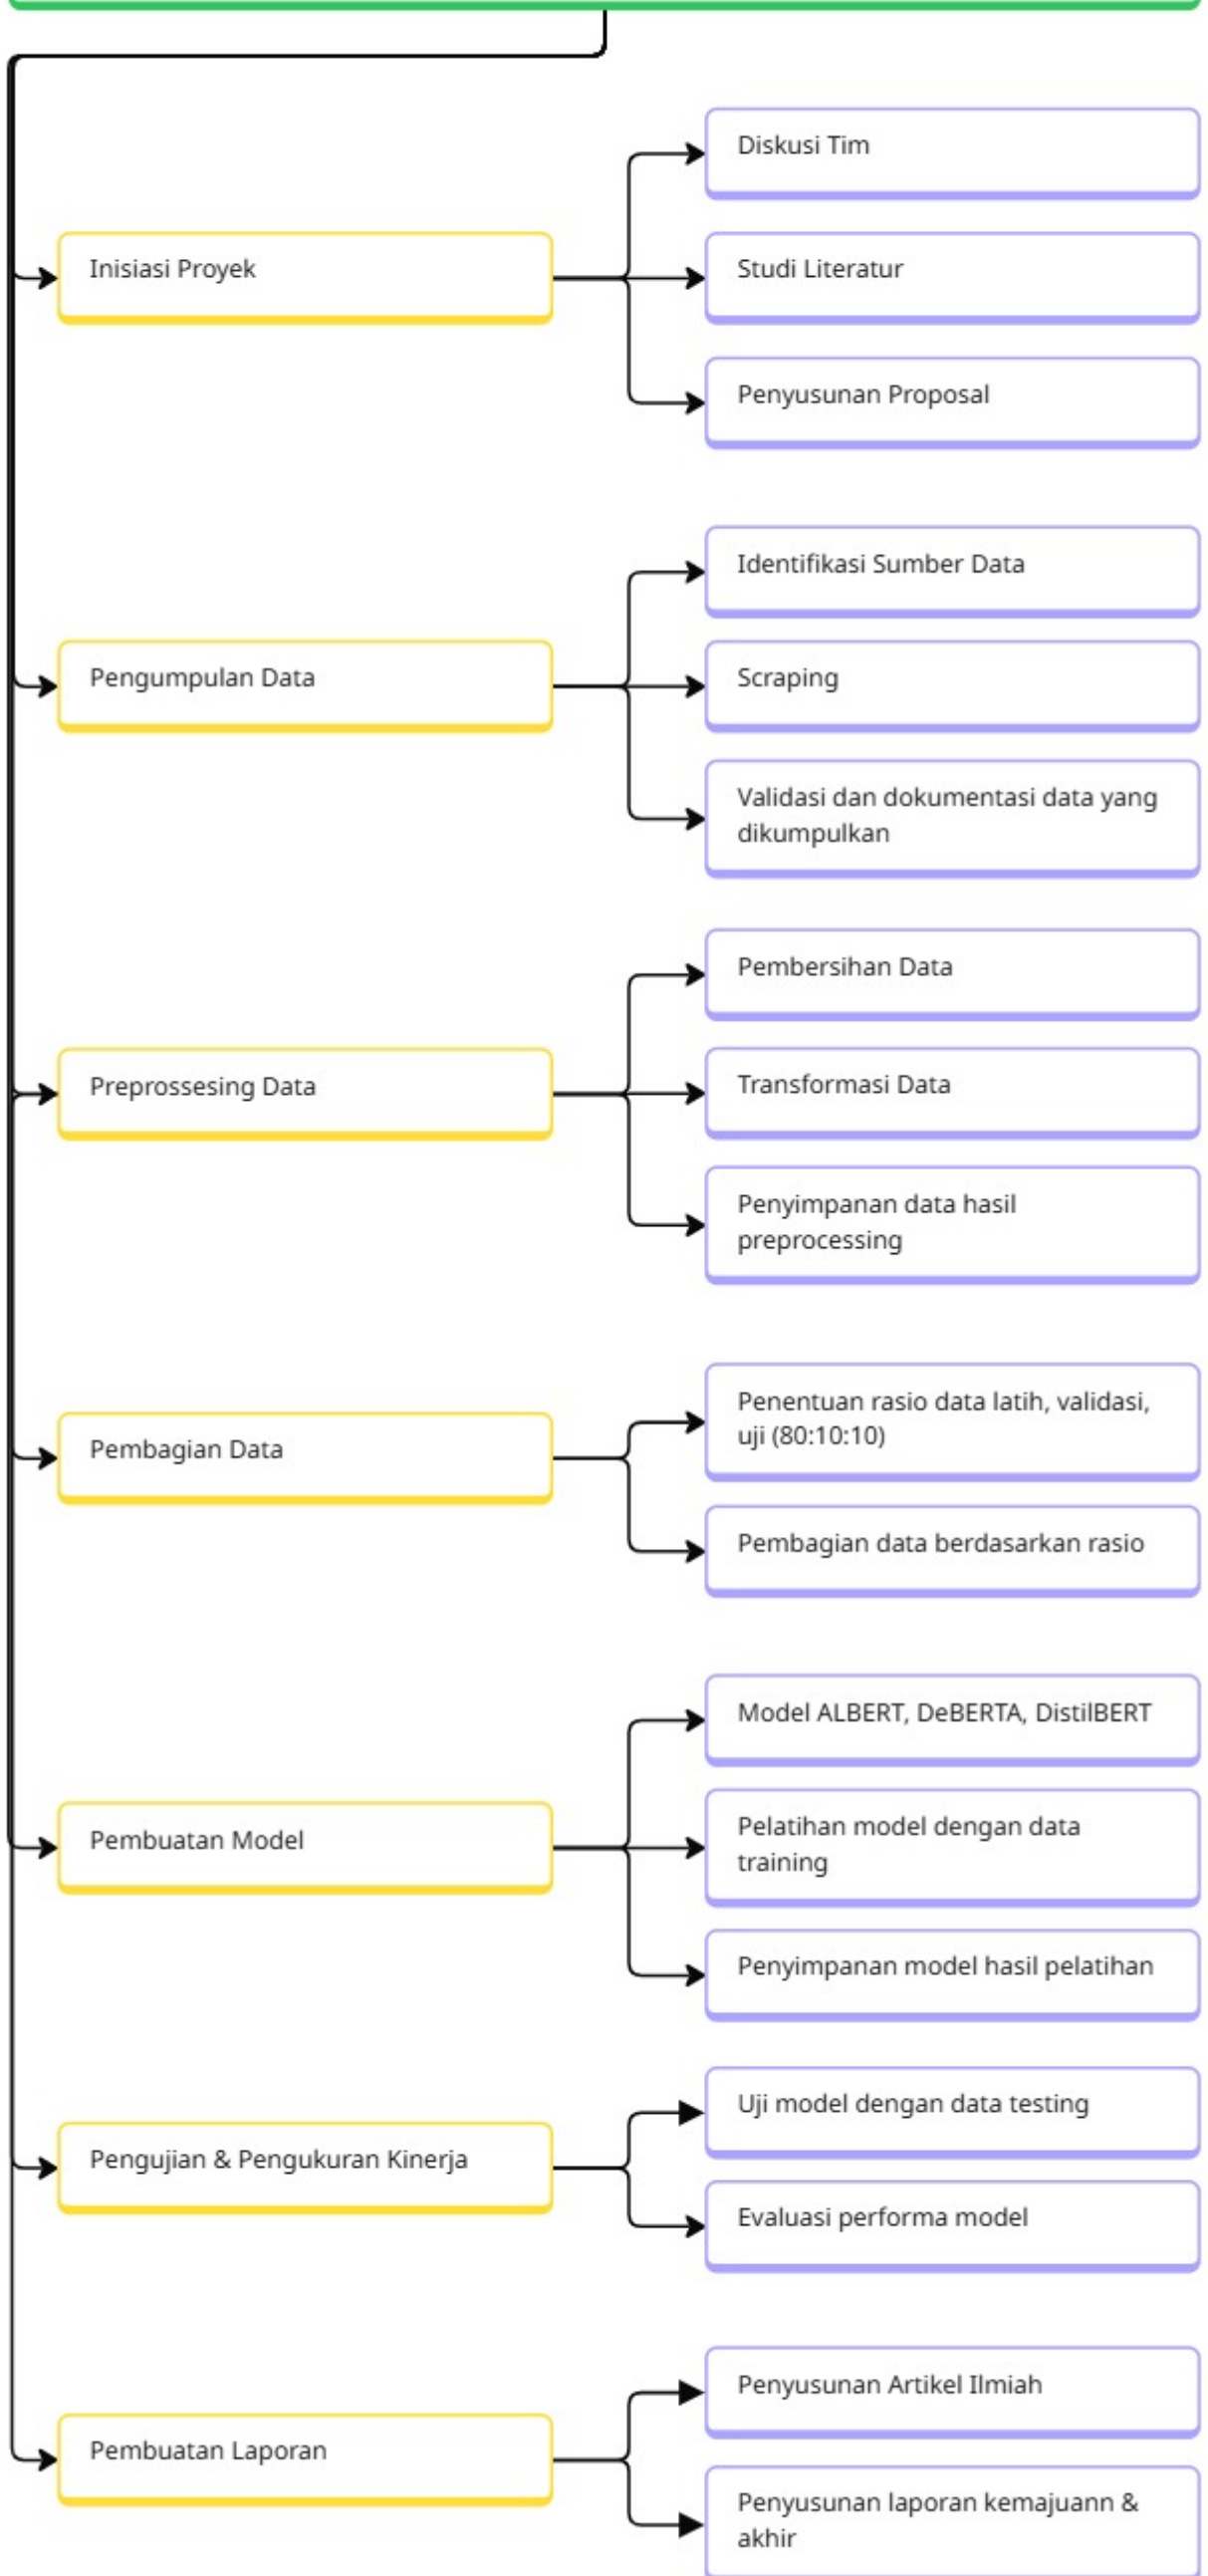 Diskusi Tim
Inisiasi Proyek
Studi Literatur
Penyusunan Proposal
Identifikasi Sumber Data
Pengumpulan Data
Scraping
Validasi dan dokumentasi data yang
dikumpulkan
Pembersihan Data
Preprossesing Data
Transformasi Data
Penyimpanan data hasil
preprocessing
Penentuan rasio data latih, validasi,
uji (80:10:10)
Pembagian Data
Pembagian data berdasarkan rasio
Model ALBERT, DeBERTA, DistilBERT
Pembuatan Model
Pelatihan model dengan data
training
Penyimpanan model hasil pelatihan
Uji model dengan data testing
Pengujian & Pengukuran Kinerja
Evaluasi performa model
Penyusunan Artikel Ilmiah
Pembuatan Laporan
Penyusunan laporan kemajuann &
akhir